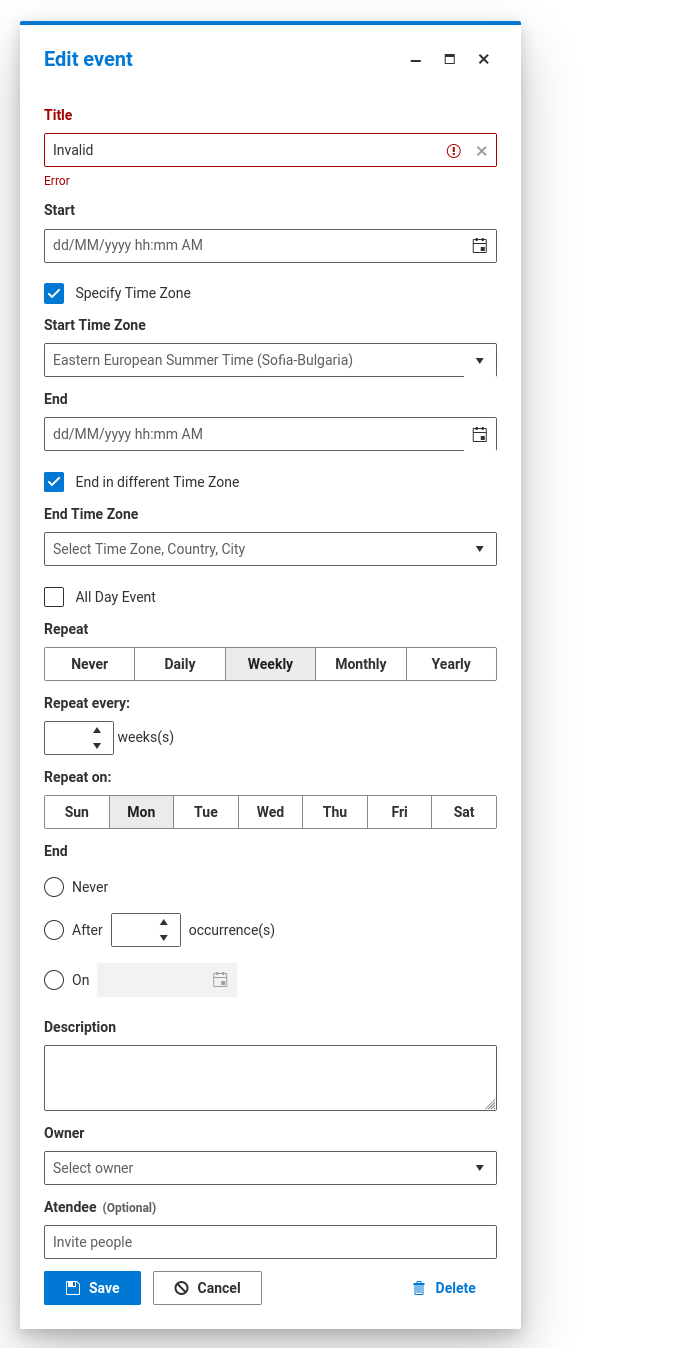 Edit event
Title
Invalid
Error
Start
dd/MM/yyyy hh:mm AM
Specify Time Zone
Start Time Zone
Eastern European Summer Time (Sofia-Bulgaria)
End
dd/MM/yyyy hh:mm AM
End in different Time Zone
End Time Zone
Select Time Zone, Country, City
All Day Event
Repeat
Never Daily Weekly Monthly Yearly
Repeat every:
weeks(s)
Repeat on:
Sun Mon Tue Wed Thu Fri Sat
End
Never
After occurrence(s)
On
Description
Owner
Select owner
Atendee (Optional)
Invite people
Save Cancel Delete